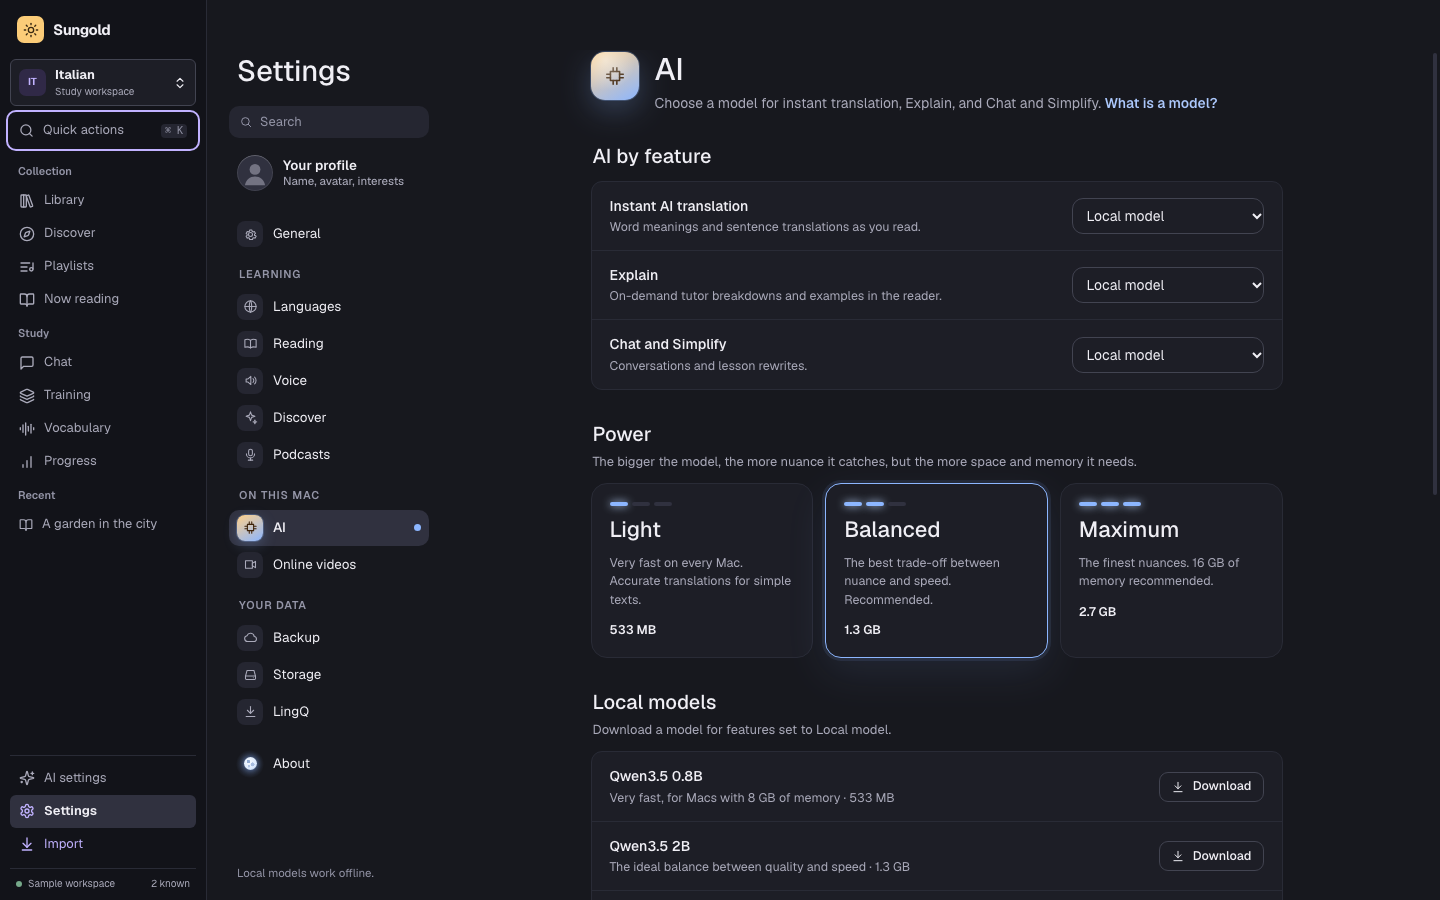 Sungold
IT
Italian
Study workspace
Quick actions
⌘ K
Collection
Library
Discover
Playlists
Now reading
Study
Chat
Training
Vocabulary
Progress
Recent
A garden in the city
AI settings
Settings
Import
Sample workspace
2 known
Settings
Search
Your profile
Name, avatar, interests
General
LEARNING
Languages
Reading
Voice
Discover
Podcasts
ON THIS MAC
AI
Online videos
YOUR DATA
Backup
Storage
LingQ
About
Local models work offline.
AI
Choose a model for instant translation, Explain, and Chat and Simplify. What is a model?
AI by feature
Instant AI translation
Word meanings and sentence translations as you read.
Local model
Explain
On-demand tutor breakdowns and examples in the reader.
Local model
Chat and Simplify
Conversations and lesson rewrites.
Local model
Power
The bigger the model, the more nuance it catches, but the more space and memory it needs.
Light
Very fast on every Mac.
Accurate translations for simple
texts.
533 MB
Balanced
The best trade-off between
nuance and speed.
Recommended.
1.3 GB
Maximum
The finest nuances. 16 GB of
memory recommended.
2.7 GB
Local models
Download a model for features set to Local model.
Qwen3.5 0.8B
Very fast, for Macs with 8 GB of memory · 533 MB
Download
Qwen3.5 2B
The ideal balance between quality and speed · 1.3 GB
Download